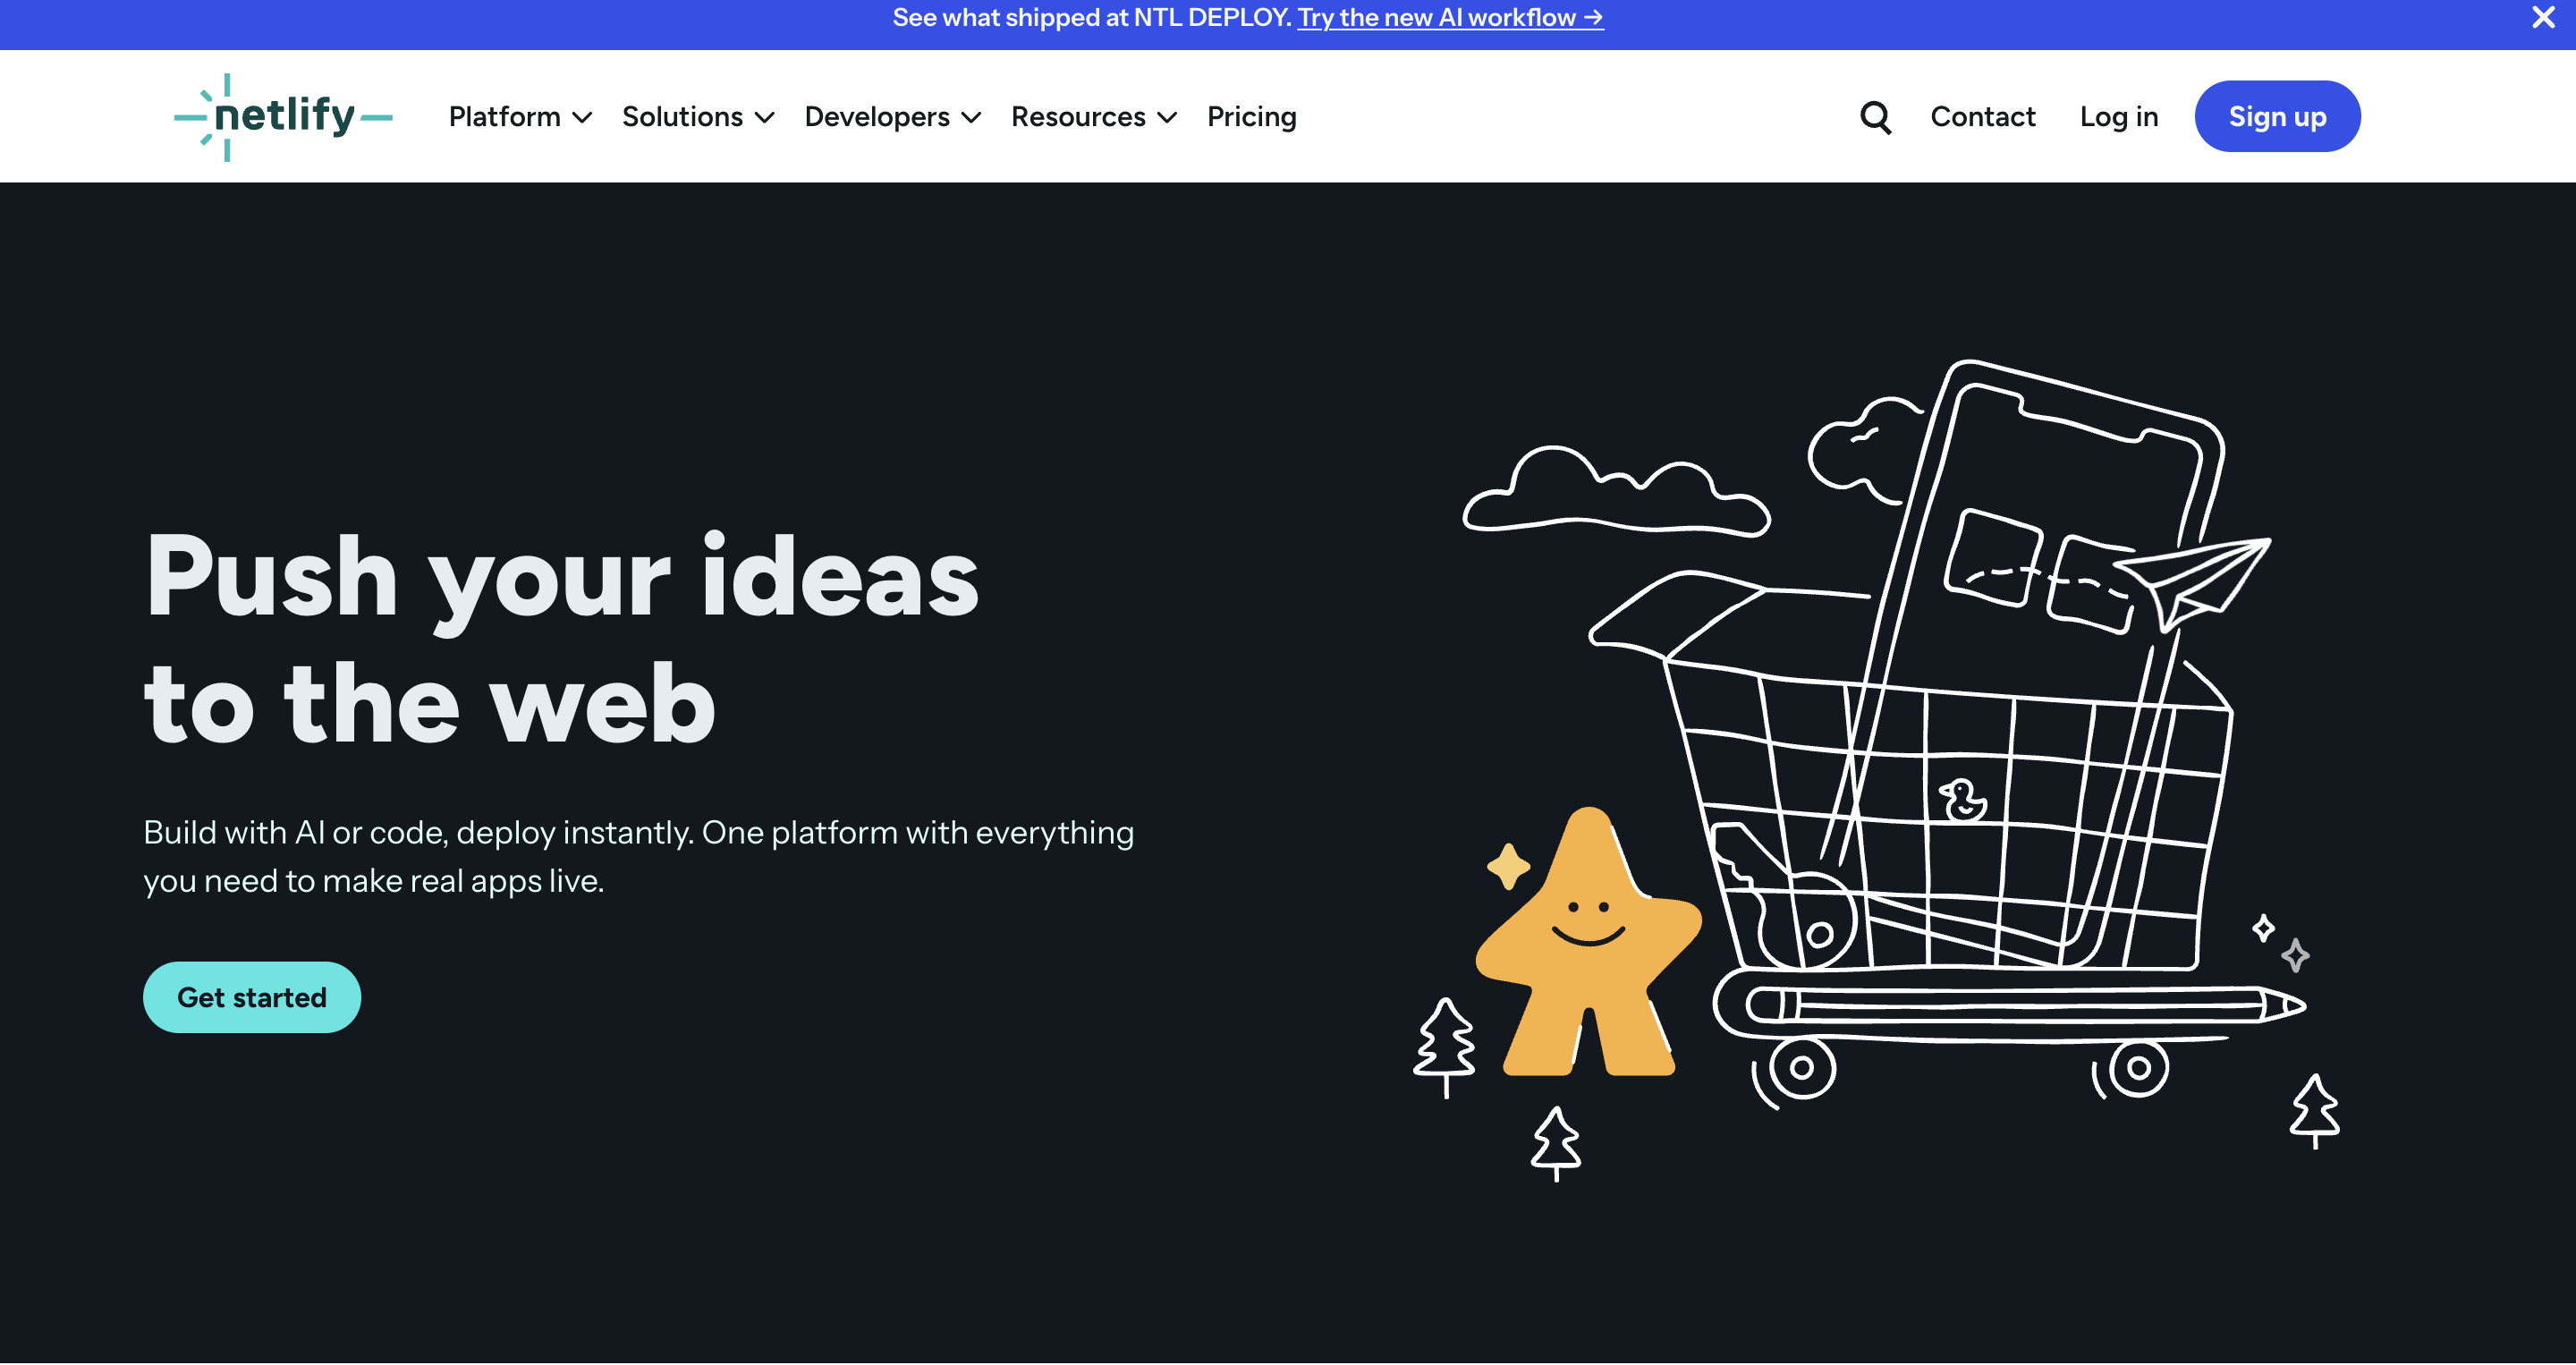 See what shipped at NTL DEPLOY. Try the new AI workflow →
netlify
Platform
Solutions
Developers
Resources
Pricing
Contact
Log in
Sign up
Push your ideas
to the web
Build with AI or code, deploy instantly. One platform with everything
you need to make real apps live.
Get started